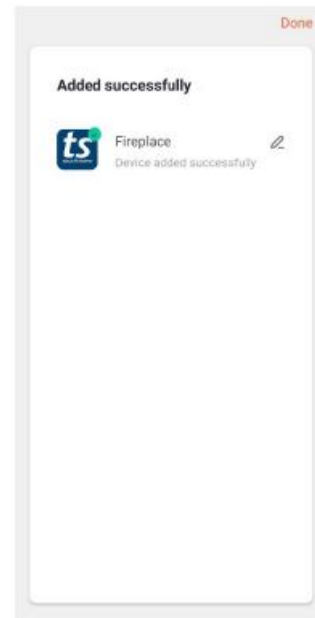 Done
Added successfully
ts
Fireplace
Device added successfully